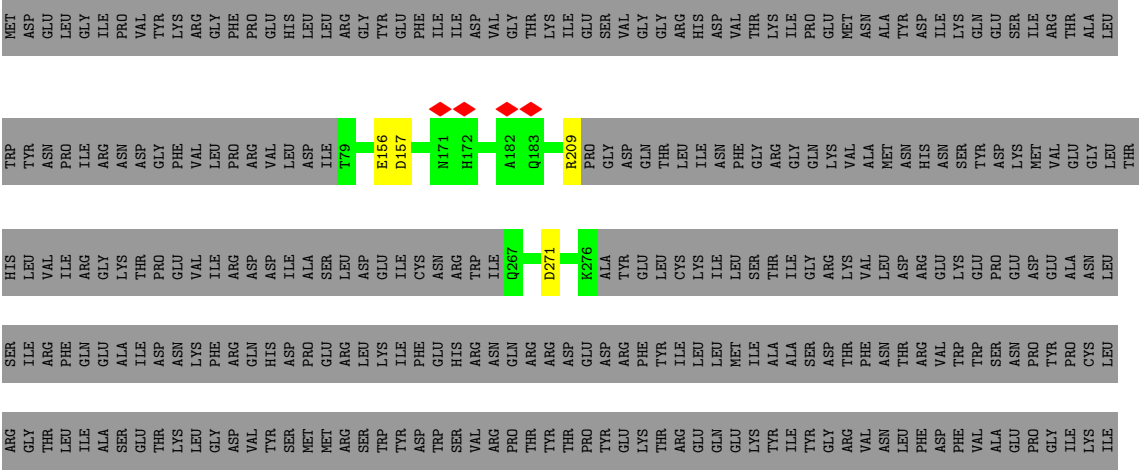 MET ASP GLU LEU GLY ILE PRO VAL TYR LYS ARG GLY PHE PRO GLU HIS LEU LEU ARG GLY TYR GLU PHE ILE ILE ASP VAL GLY THR LYS ILE GLU SER VAL GLY GLY ARG HIS ASP VAL THR LYS ILE PRO GLU MET ASN ALA TYR ASP ILE LYS GLN GLU SER ILE ARG THR ALA LEU
TRP TYR ASN PRO ILE ARG ASN ASP GLY PHE VAL LEU PRO ARG VAL LEU ASP ILE T79 E156 D157 N171 H172 A182 Q183 R209 PRO GLY ASP GLN THR LEU ILE ASN PHE GLY ARG GLY GLN LYS VAL ALA MET ASN HIS ASN SER TYR ASP LYS MET VAL GLU GLY LEU THR
HIS LEU VAL ILE ARG GLY LYS THR PRO GLU VAL ILE ARG ASP ASP ILE ALA SER LEU ASP GLU ILE CYS ASN ARG TRP ILE Q267 D271 K276 ALA TYR GLU LEU CYS LYS ILE LEU SER THR ILE GLY ARG LYS VAL LEU ASP ARG GLU LYS GLU PRO GLU ASP GLU ALA ASN LEU
SER ILE ARG PHE GLN GLU ALA ILE ASP ASN LYS PHE ARG GLN HIS ASP PRO GLU ARG LEU LYS ILE PHE GLU HIS ARG ASN GLN ARG ARG ASP GLU ASP ARG PHE TYR ILE LEU LEU MET ILE ALA ALA SER ASP THR PHE ASN THR ARG VAL TRP TRP SER ASN PRO TYR PRO CYS LEU
ARG GLY THR LEU ILE ALA SER GLU THR LYS LEU GLY ASP VAL TYR SER MET MET ARG SER TRP TYR ASP TRP SER VAL ARG PRO THR TYR THR PRO TYR GLU LYS THR ARG GLU GLN GLU LYS TYR ILE TYR GLY ARG VAL ASN LEU PHE ASP PHE VAL ALA GLU PRO GLY ILE LYS ILE